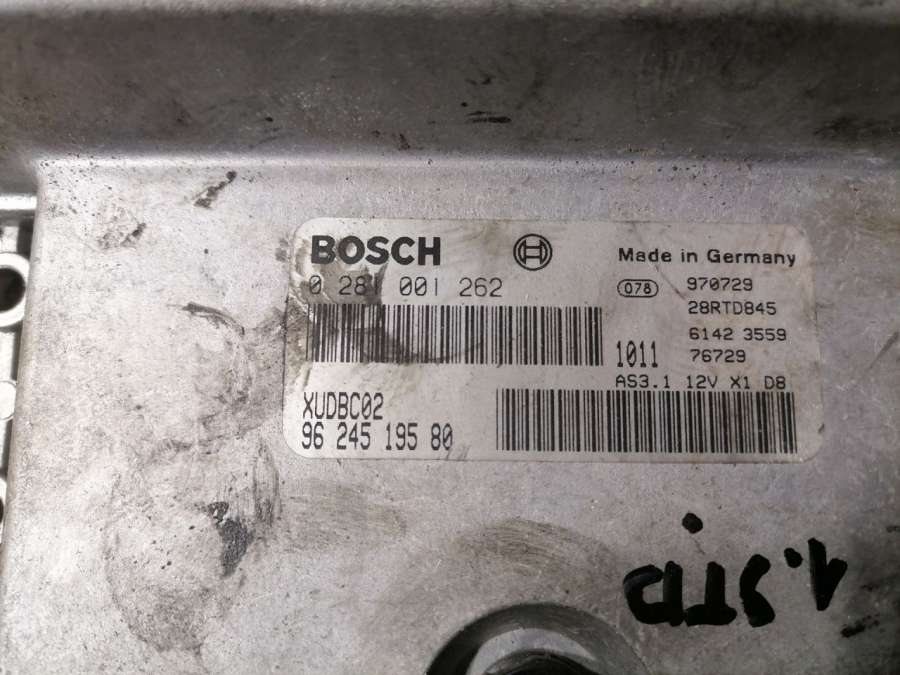 BOSCH
Made in Germany
0 281 001 262
078
970729
28RTD845
6142 3559
1011
76729
AS3.1 12V X1 D8
XUDBC02
96 245 195 80
1.9TD